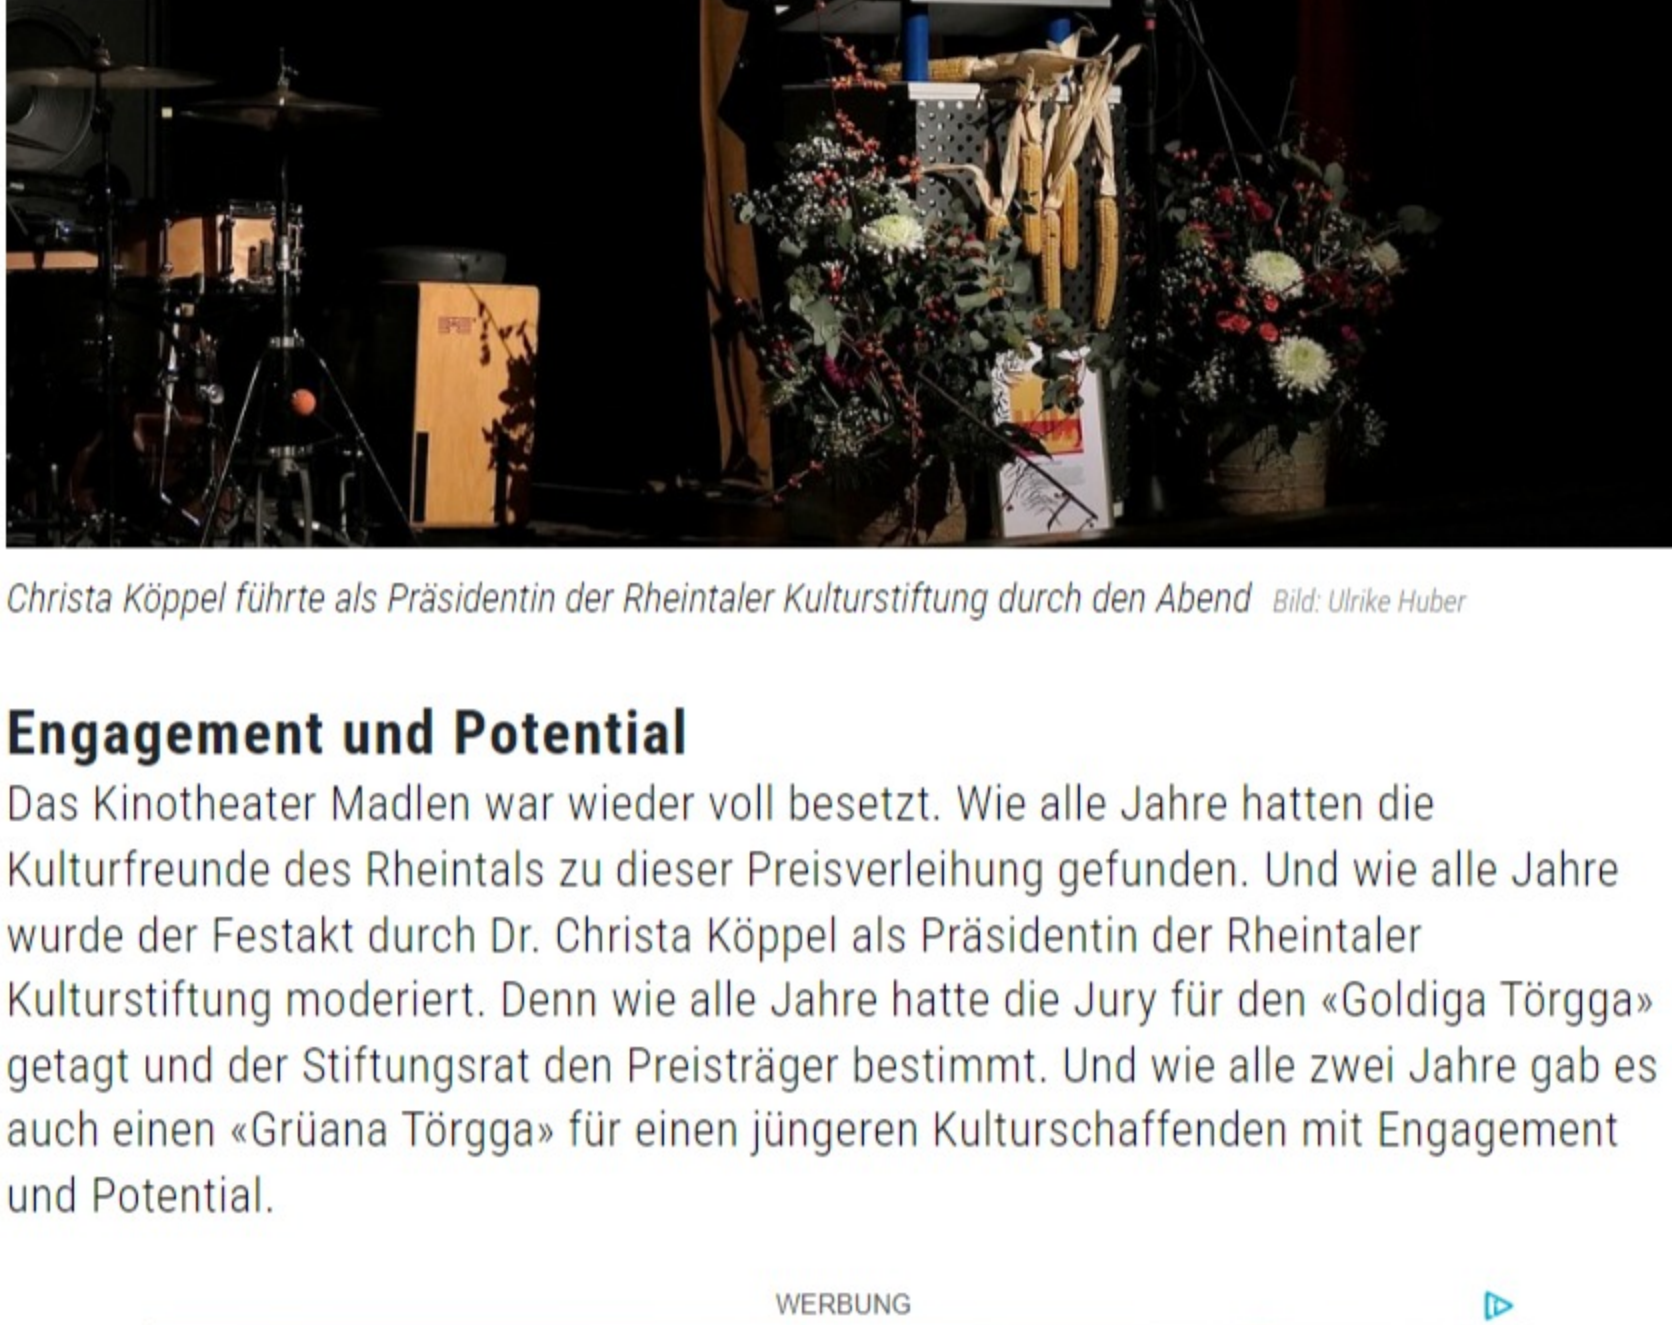 Christa Köppel führte als Präsidentin der Rheintaler Kulturstiftung durch den Abend Bild: Ulrike Huber
Engagement und Potential
Das Kinotheater Madlen war wieder voll besetzt. Wie alle Jahre hatten die
Kulturfreunde des Rheintals zu dieser Preisverleihung gefunden. Und wie alle Jahre
wurde der Festakt durch Dr. Christa Köppel als Präsidentin der Rheintaler
Kulturstiftung moderiert. Denn wie alle Jahre hatte die Jury für den «Goldiga Törgga»
getagt und der Stiftungsrat den Preisträger bestimmt. Und wie alle zwei Jahre gab es
auch einen «Grüana Törgga» für einen jüngeren Kulturschaffenden mit Engagement
und Potential.
WERBUNG